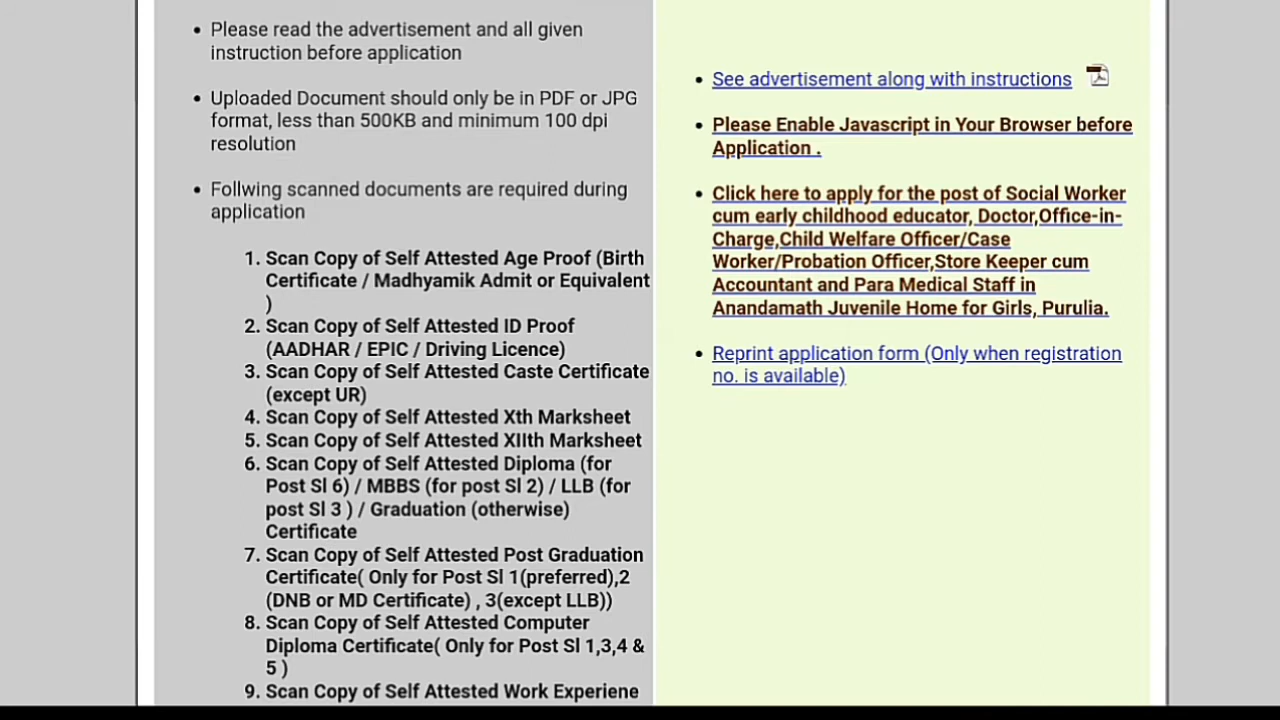 Please read the advertisement and all given
instruction before application
Uploaded Document should only be in PDF or JPG
format, less than 500KB and minimum 100 dpi
resolution
Follwing scanned documents are required during
application
1. Scan Copy of Self Attested Age Proof (Birth
Certificate / Madhyamik Admit or Equivalent
)
2. Scan Copy of Self Attested ID Proof
(AADHAR / EPIC / Driving Licence)
3. Scan Copy of Self Attested Caste Certificate
(except UR)
4. Scan Copy of Self Attested Xth Marksheet
5. Scan Copy of Self Attested XIIth Marksheet
6. Scan Copy of Self Attested Diploma (for
Post Sl 6) / MBBS (for post Sl 2) / LLB (for
post Sl 3 ) / Graduation (otherwise)
Certificate
7. Scan Copy of Self Attested Post Graduation
Certificate( Only for Post Sl 1(preferred),2
(DNB or MD Certificate) , 3(except LLB))
8. Scan Copy of Self Attested Computer
Diploma Certificate( Only for Post Sl 1,3,4 &
5 )
9. Scan Copy of Self Attested Work Experiene
See advertisement along with instructions
Please Enable Javascript in Your Browser before
Application .
Click here to apply for the post of Social Worker
cum early childhood educator, Doctor,Office-in-
Charge,Child Welfare Officer/Case
Worker/Probation Officer,Store Keeper cum
Accountant and Para Medical Staff in
Anandamath Juvenile Home for Girls, Purulia.
Reprint application form (Only when registration
no. is available)